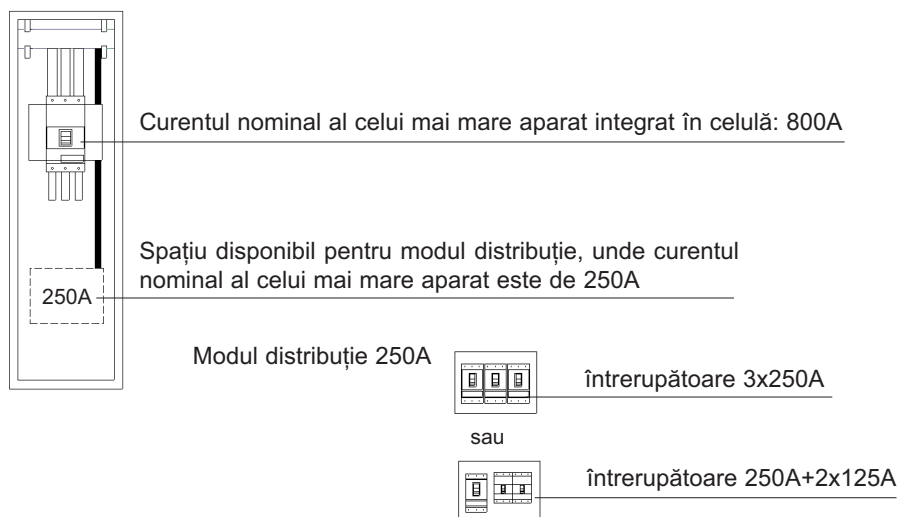 Curentul nominal al celui mai mare aparat integrat în celulă: 800A
Spațiu disponibil pentru modul distribuție, unde curentul
nominal al celui mai mare aparat este de 250A
250A
Modul distribuție 250A
întrerupătoare 3x250A
sau
întrerupătoare 250A+2x125A